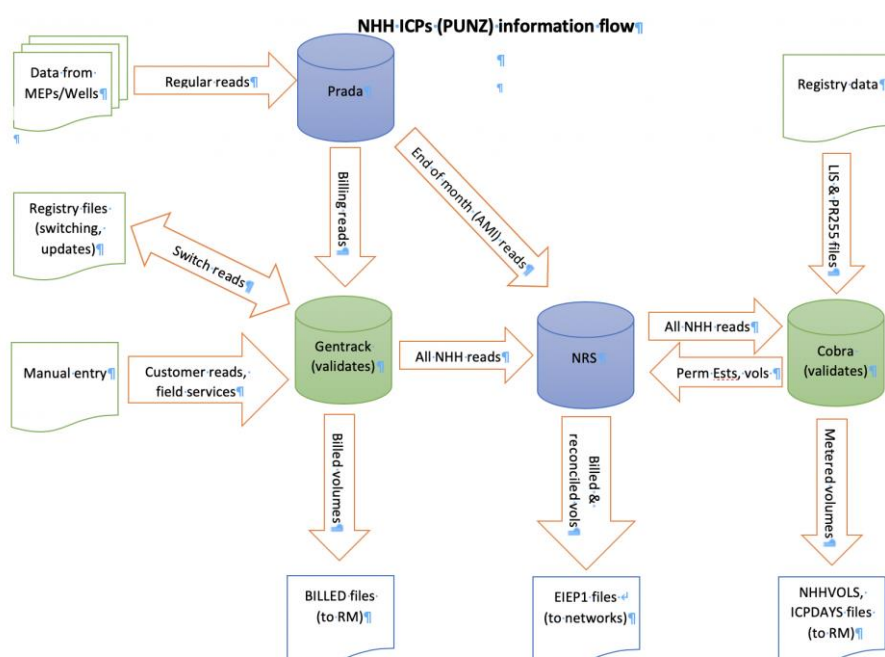 NHH ICPs (PUNZ) information flow¶
¶
¶
Data from
MEPs/Wells¶
¶
Regular reads¶
Prada¶
Registry data¶
Registry files
(switching,
updates)¶
Switch reads¶
Billing reads¶
End of month (AMI) reads¶
LIS & PR255 files¶
Manual entry¶
Customer reads,
field services¶
Gentrack
(validates)¶
All NHH reads¶
NRS¶
All NHH reads¶
Perm Ests, vols¶
Cobra
(validates)¶
Billed volumes¶
Billed &
reconciled vols¶
Metered volumes¶
BILLED files
(to RM)¶
EIEP1 files ↵
(to networks)¶
NHHVOLS,
ICPDAYS files
(to RM)¶